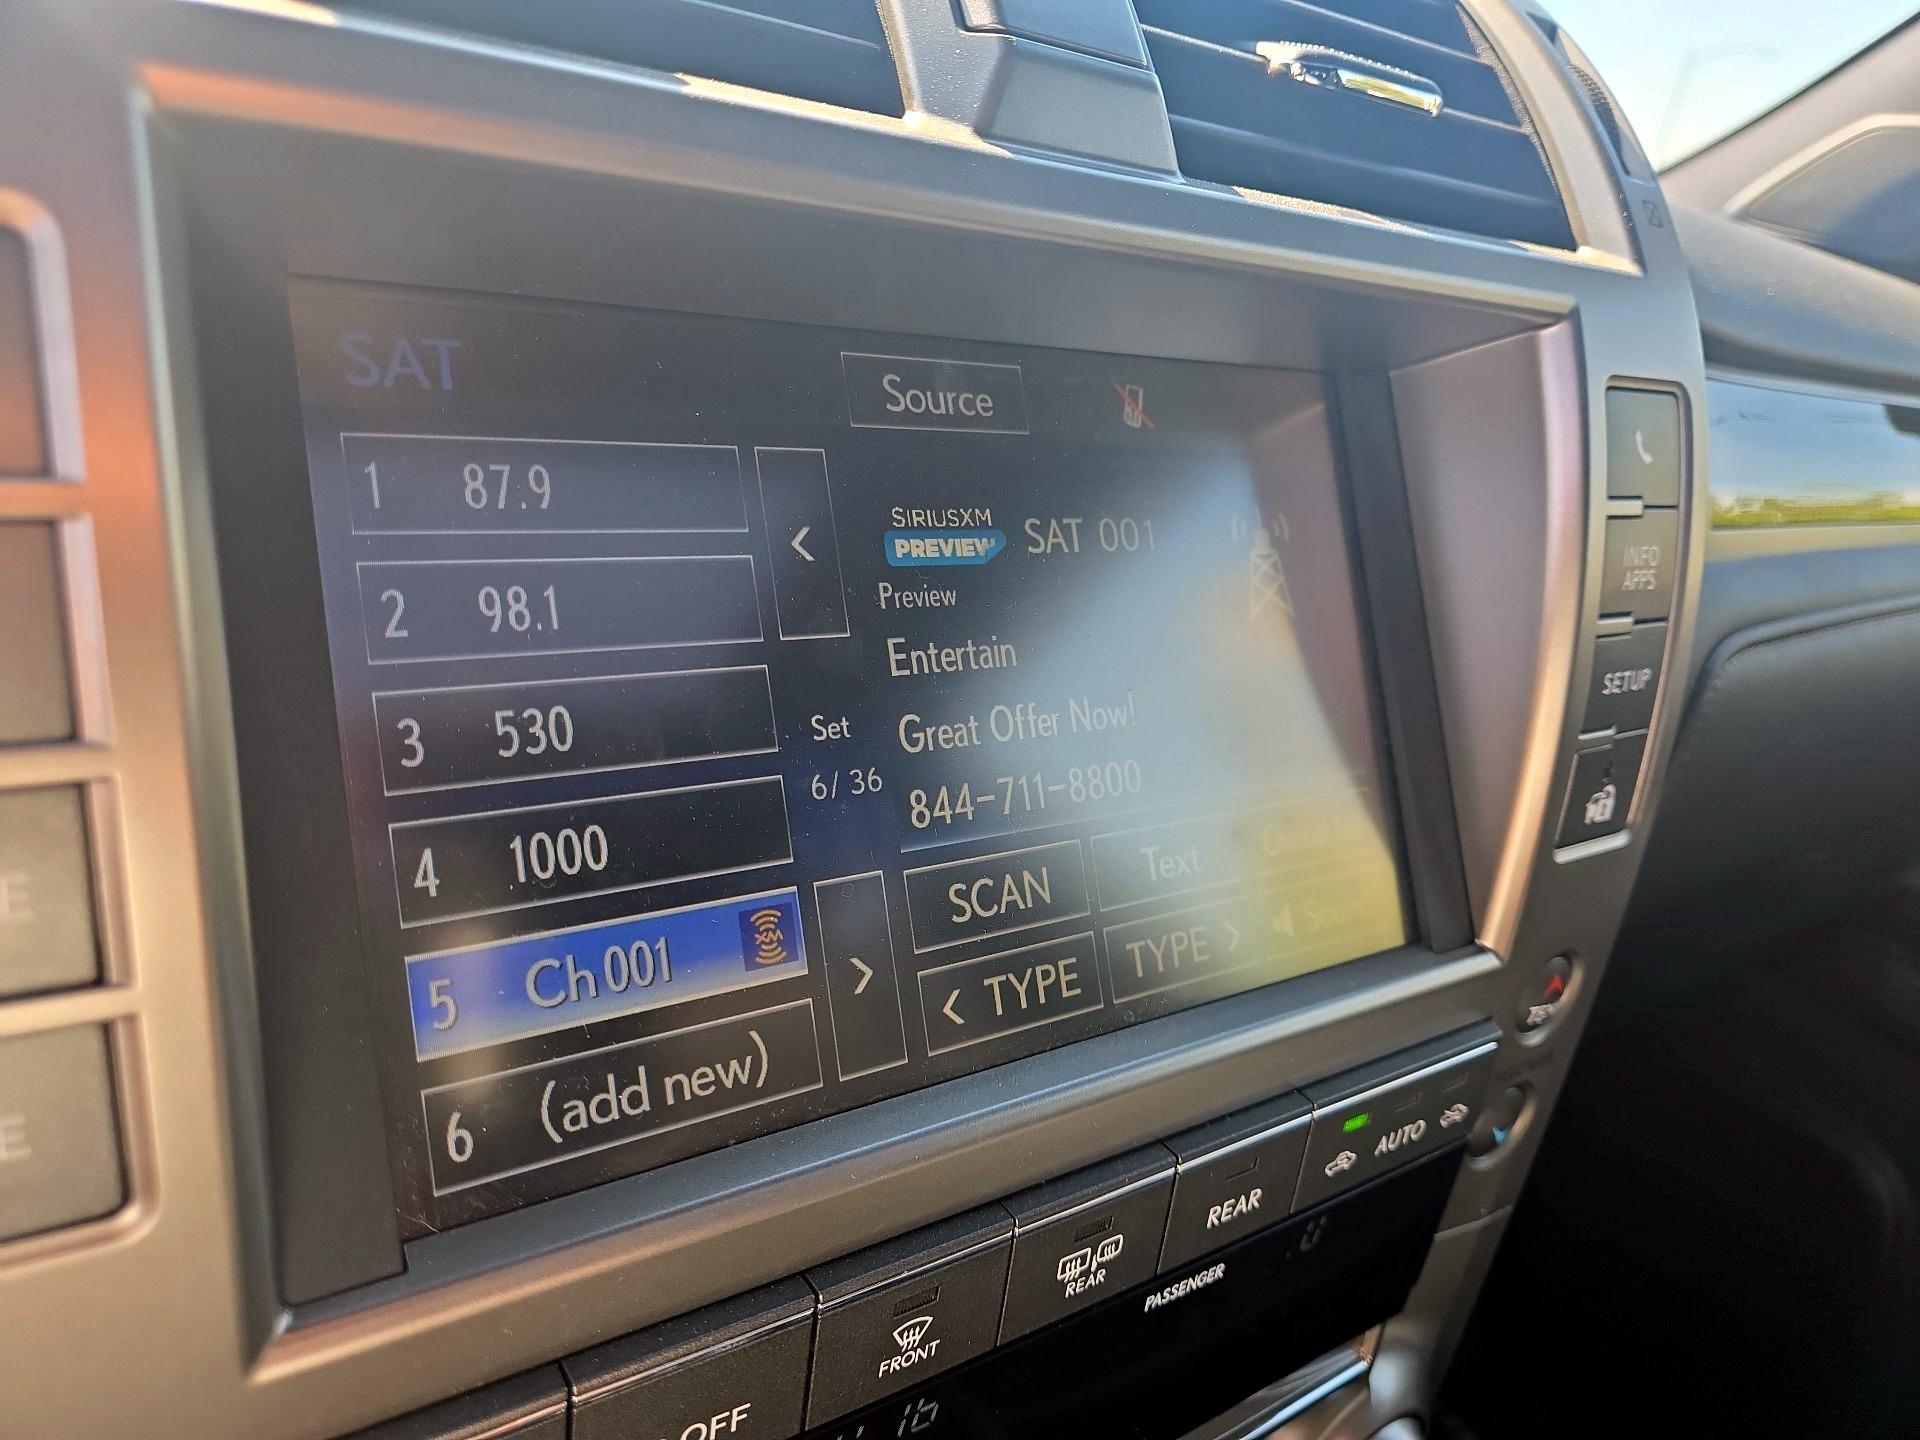 SAT
Source
1 87.9
2 98.1
3 530
4 1000
5 Ch 001
XM
6 (add new)
<
>
Set
6/ 36
SIRIUSXM
PREVIEW
SAT 001
Preview
Entertain
Great Offer Now!
844-711-8800
SCAN
Text
< TYPE
TYPE >
INFO
APPS
SETUP
E
E
OFF
FRONT
REAR
REAR
AUTO
PASSENGER